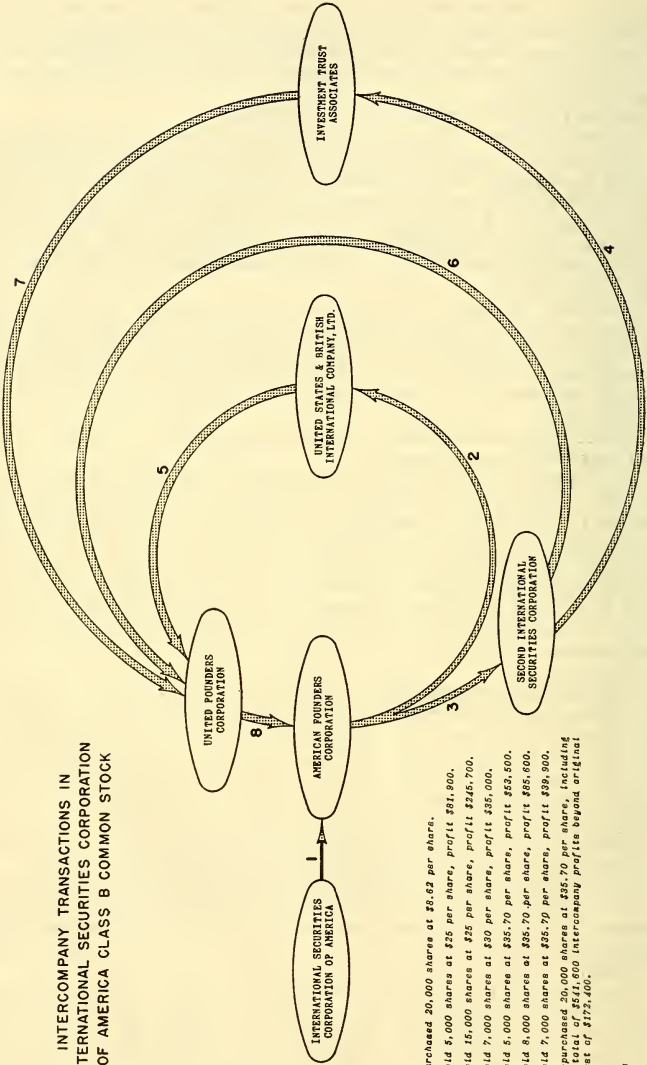 INTERCOMPANY TRANSACTIONS IN
TERNATIONAL SECURITIES CORPORATION
OF AMERICA CLASS B COMMON STOCK
INTERNATIONAL SECURITIES
CORPORATION OF AMERICA
1
AMERICAN FOUNDERS
CORPORATION
8
UNITED FOUNDERS
CORPORATION
3
SECOND INTERNATIONAL
SECURITIES CORPORATION
2
5
UNITED STATES & BRITISH
INTERNATIONAL COMPANY, LTD.
6
7
4
INVESTMENT TRUST
ASSOCIATES
rchased 20,000 shares at $8.62 per share.
ld 5,000 shares at $25 per share, profit $81,900.
ld 15,000 shares at $25 per share, profit $245,700.
ld 7,000 shares at $30 per share, profit $35,000.
ld 5,000 shares at $35.70 per share, profit $53,500.
ld 8,000 shares at $35.70 per share, profit $85,600.
ld 7,000 shares at $35.70 per share, profit $39,900.
purchased 20,000 shares at $35.70 per share, including
total of $541,600 intercompany profits beyond original
st of $172,400.